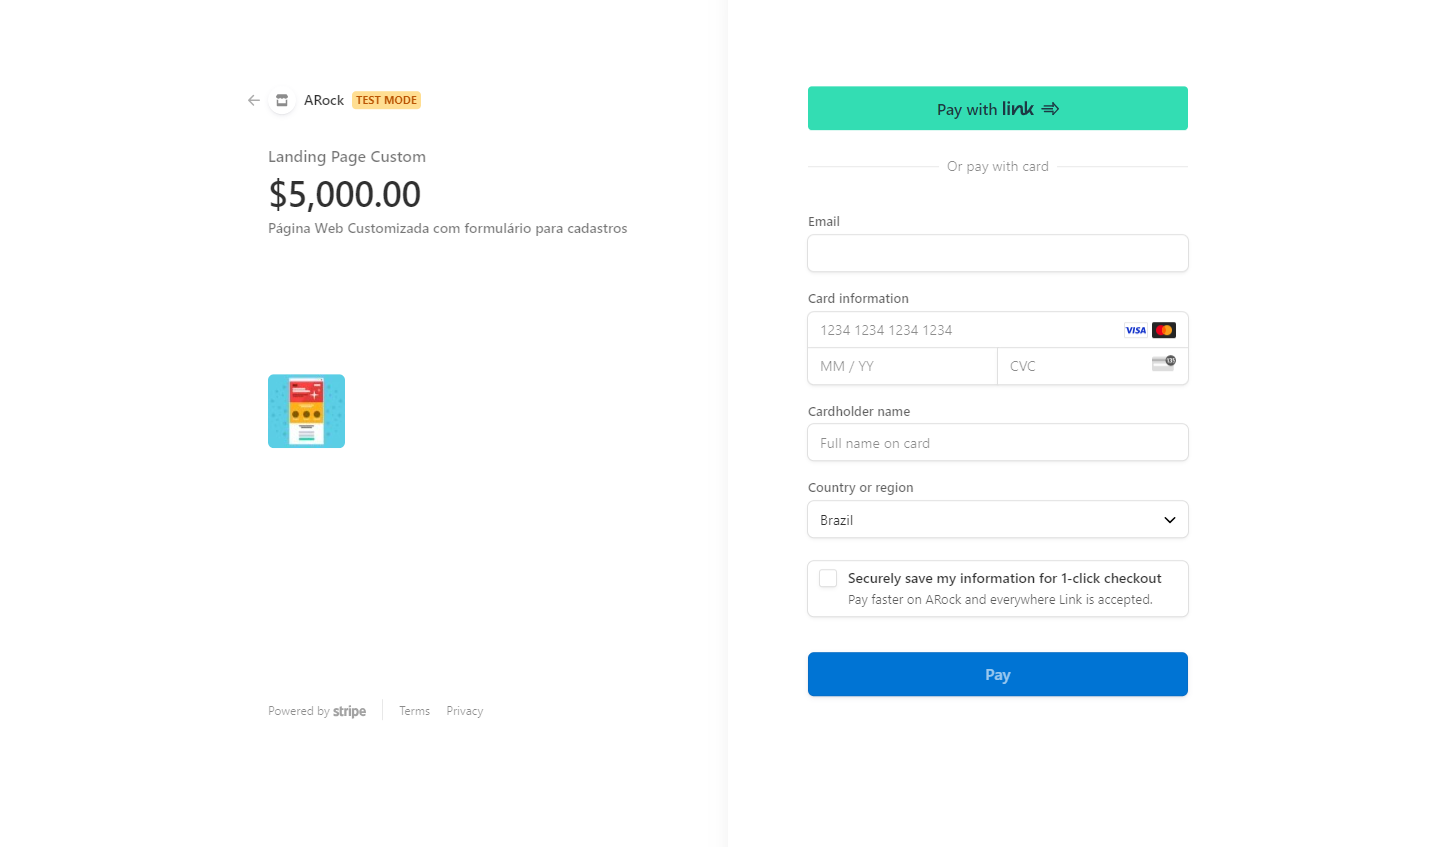 ARock TEST MODE
Landing Page Custom
$5,000.00
Página Web Customizada com formulário para cadastros
Powered by stripe
Terms
Privacy
Pay with link
Or pay with card
Email
Card information
1234 1234 1234 1234
VISA
MM / YY
CVC
Cardholder name
Full name on card
Country or region
Brazil
Securely save my information for 1-click checkout
Pay faster on ARock and everywhere Link is accepted.
Pay